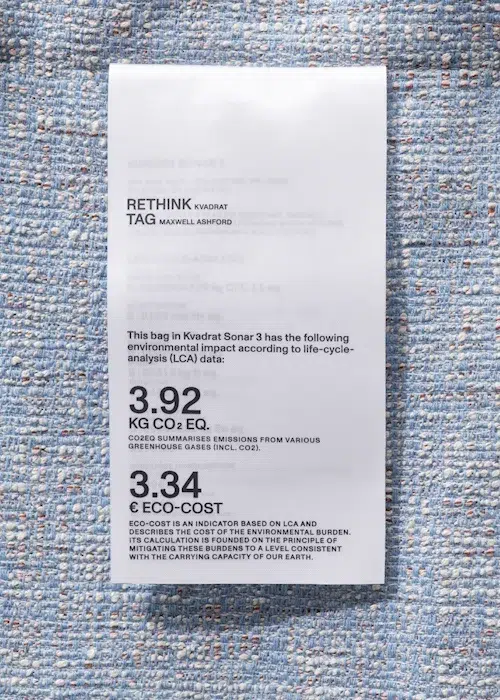 RETHINK KVADRAT
TAG MAXWELL ASHFORD
This bag in Kvadrat Sonar 3 has the following
environmental impact according to life-cycle-
analysis (LCA) data:
3.92
KG CO₂ EQ.
CO2EQ SUMMARISES EMISSIONS FROM VARIOUS
GREENHOUSE GASES (INCL. CO2).
3.34
€ ECO-COST
ECO-COST IS AN INDICATOR BASED ON LCA AND
DESCRIBES THE COST OF THE ENVIRONMENTAL BURDEN.
ITS CALCULATION IS FOUNDED ON THE PRINCIPLE OF
MITIGATING THESE BURDENS TO A LEVEL CONSISTENT
WITH THE CARRYING CAPACITY OF OUR EARTH.